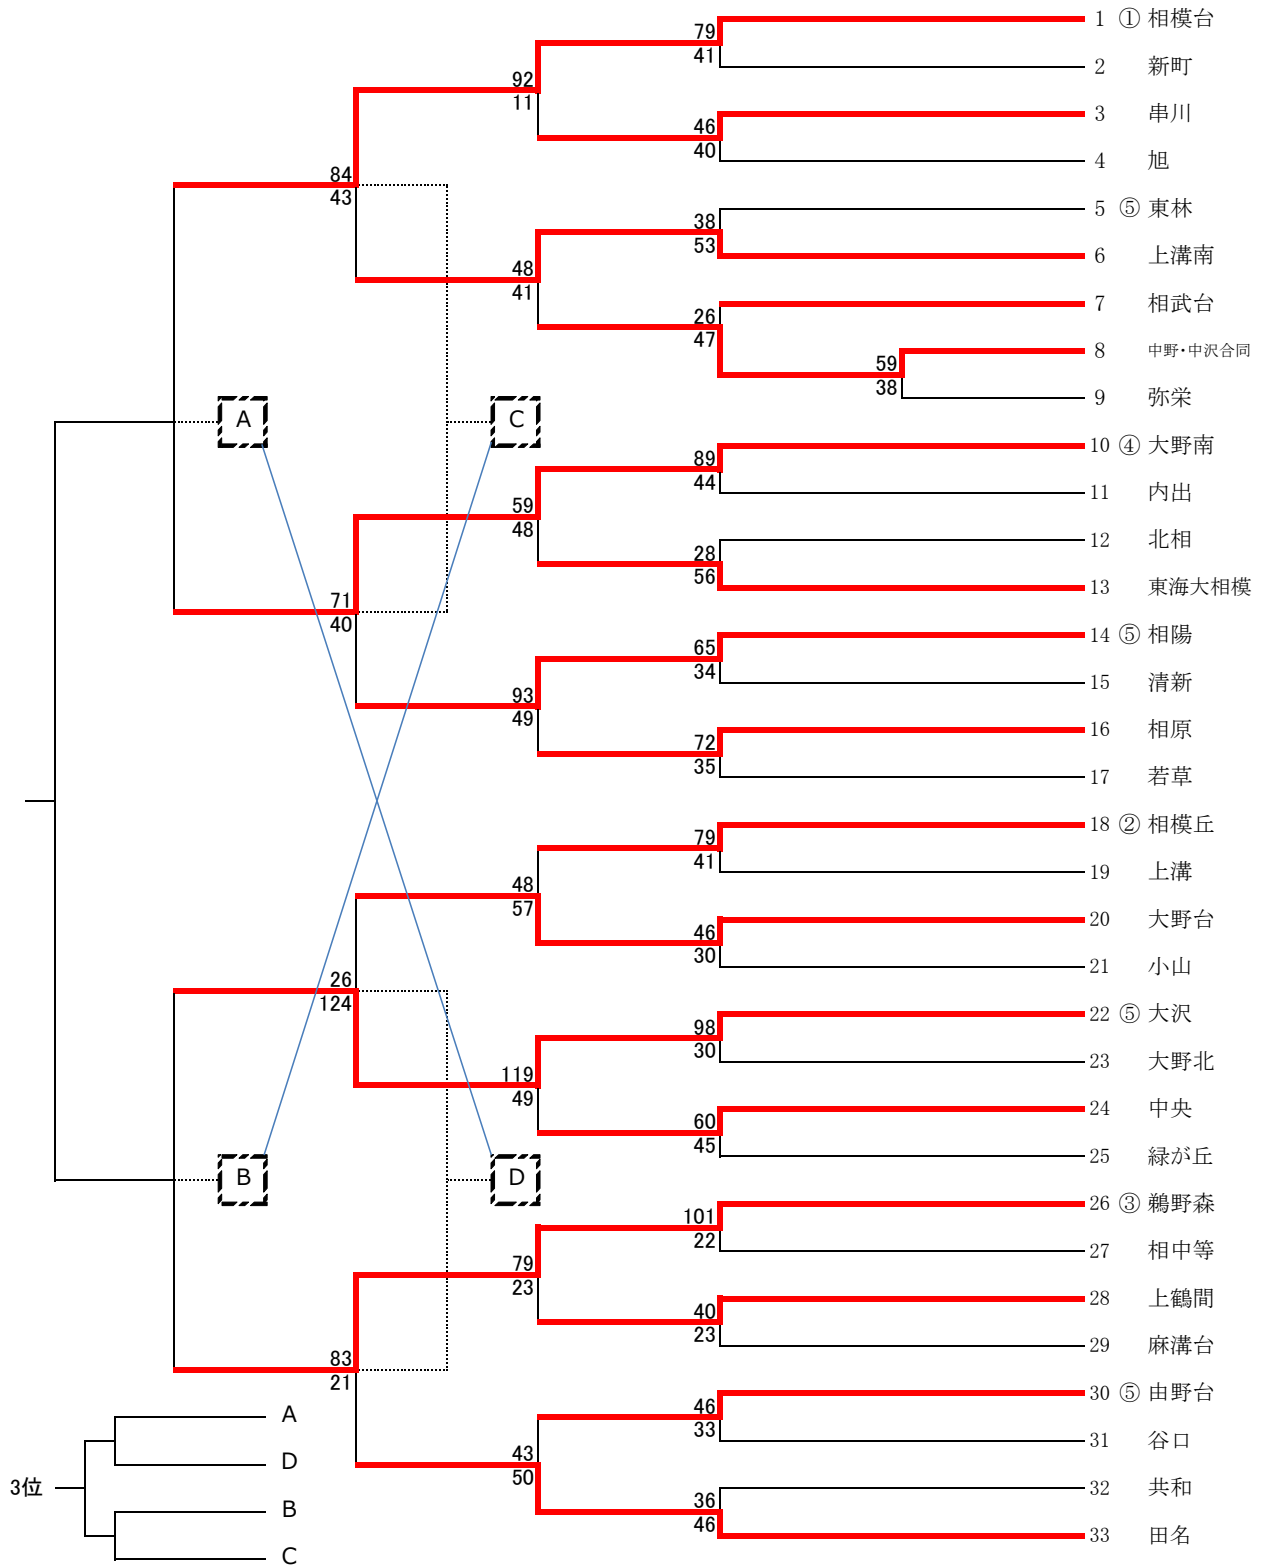 1 ① 相模台
79
41
2 新町
92
11
3 串川
46
40
4 旭
84
43
5 ⑤ 東林
38
53
6 上溝南
48
41
7 相武台
26
47
8 中野・中沢合同
59
38
9 弥栄
A
C
10 ④ 大野南
89
44
11 内出
59
48
12 北相
28
56
13 東海大相模
71
40
14 ⑤ 相陽
65
34
15 清新
93
49
16 相原
72
35
17 若草
18 ② 相模丘
79
41
19 上溝
48
57
20 大野台
46
30
21 小山
26
124
22 ⑤ 大沢
98
30
23 大野北
119
49
24 中央
60
45
25 緑が丘
B
D
26 ③ 鵜野森
101
22
27 相中等
79
23
28 上鶴間
40
23
29 麻溝台
83
21
30 ⑤ 由野台
46
33
31 谷口
43
50
32 共和
36
46
33 田名
3位
A
D
B
C